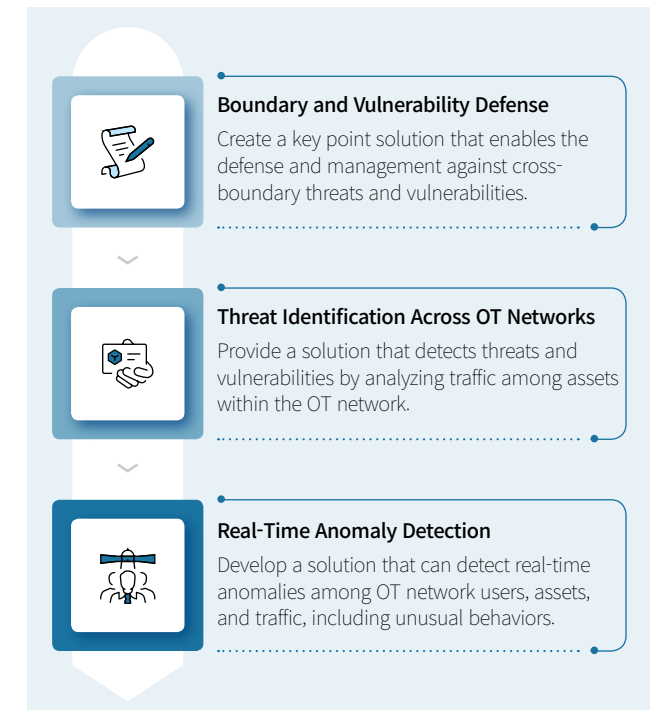 Boundary and Vulnerability Defense
Create a key point solution that enables the
defense and management against cross-
boundary threats and vulnerabilities.
Threat Identification Across OT Networks
Provide a solution that detects threats and
vulnerabilities by analyzing traffic among assets
within the OT network.
Real-Time Anomaly Detection
Develop a solution that can detect real-time
anomalies among OT network users, assets,
and traffic, including unusual behaviors.